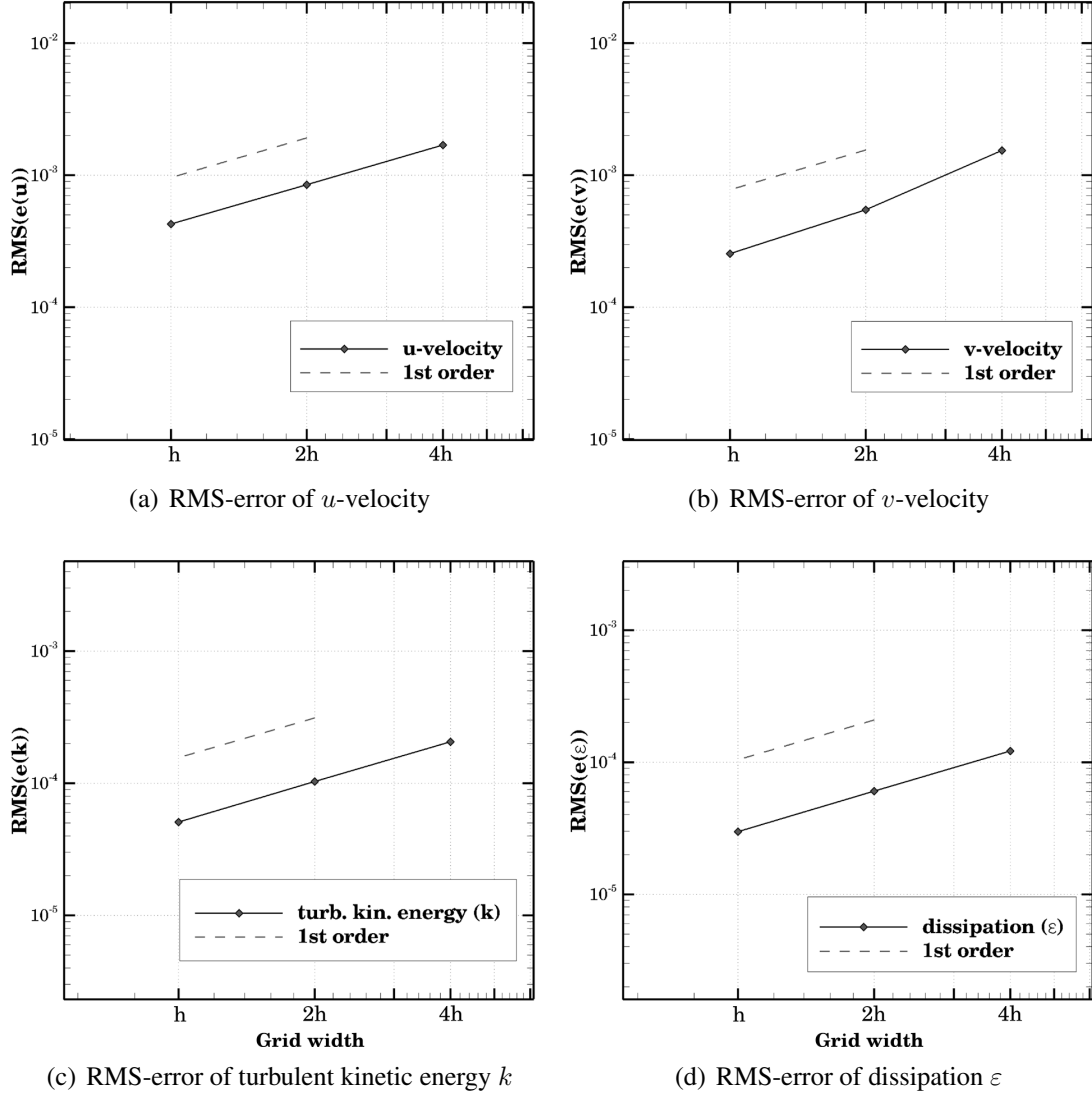 10-2
10-3
RMS(e(u))
10-4
u-velocity
1st order
10-5
h 2h 4h
(a) RMS-error of u-velocity
10-2
10-3
RMS(e(v))
10-4
v-velocity
1st order
10-5
h 2h 4h
(b) RMS-error of v-velocity
10-3
RMS(e(k))
10-4
10-5
turb. kin. energy (k)
1st order
h 2h 4h
Grid width
(c) RMS-error of turbulent kinetic energy k
10-3
RMS(e(ε))
10-4
10-5
dissipation (ε)
1st order
h 2h 4h
Grid width
(d) RMS-error of dissipation ε